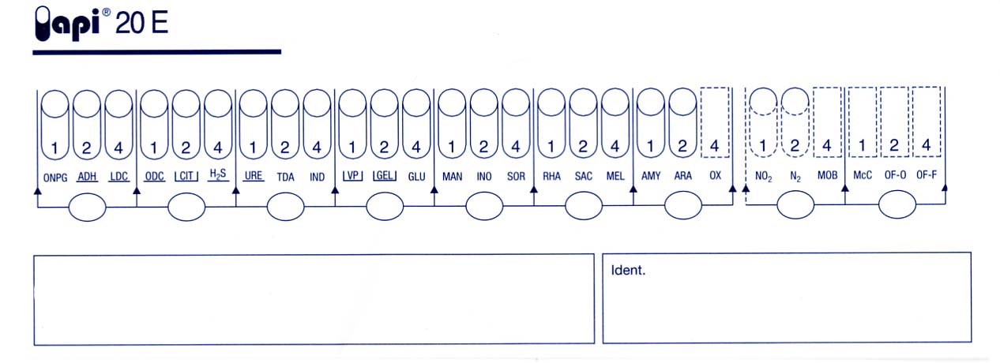 api® 20 E
1 2 4 1 2 4 1 2 4 1 2 4 1 2 4 1 2 4 1 2 4 1 2 4 1 2 4
ONPG ADH LDC ODC CIT H₂S URE TDA IND VP GEL GLU MAN INO SOR RHA SAC MEL AMY ARA OX NO₂ N₂ MOB McC OF-O OF-F
Ident.